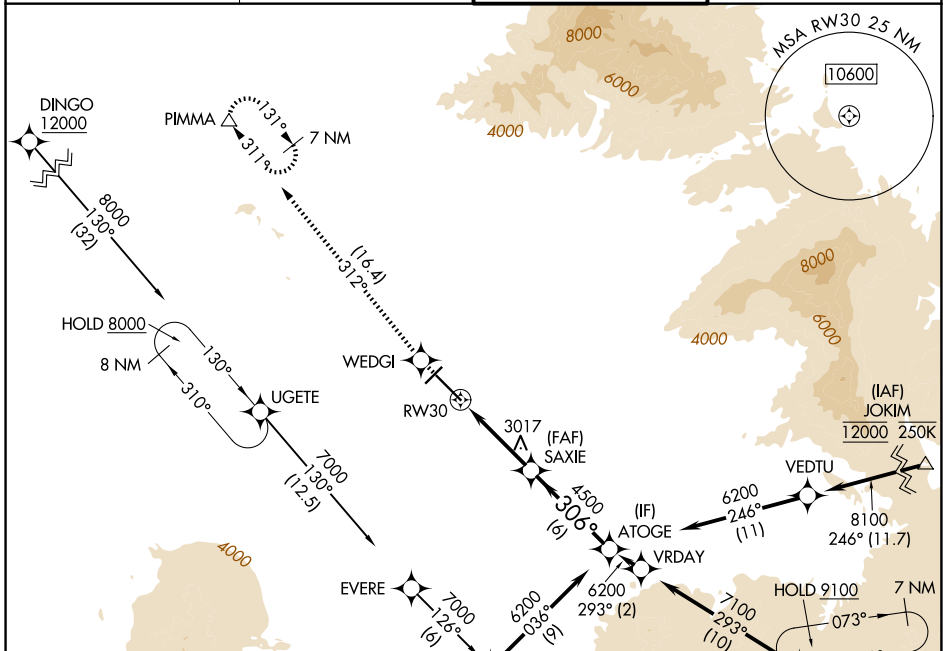 8000
6000
4000
MSA RW30 25 NM
10600
DINGO
12000
PIMMA
131°
311°
7 NM
8000
130°
(32)
(16.4)
312°
8000
6000
4000
HOLD 8000
8 NM
130°
310°
UGETE
WEDGI
RW30
3017
(FAF)
SAXIE
(IAF)
JOKIM
12000 250K
VEDTU
7000
130°
(12.5)
4500
306°
(6)
(IF)
ATOGE
VRDAY
6200
246°
(11)
8100
246° (11.7)
4000
EVERE
7000
126°
(6)
6200
036°
(9)
6200
293° (2)
7100
293°
(10)
HOLD 9100
7 NM
073°